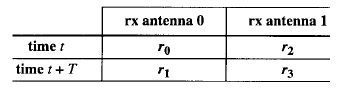 rx antenna 0 rx antenna 1
time t r0 r2
time t + T r1 r3